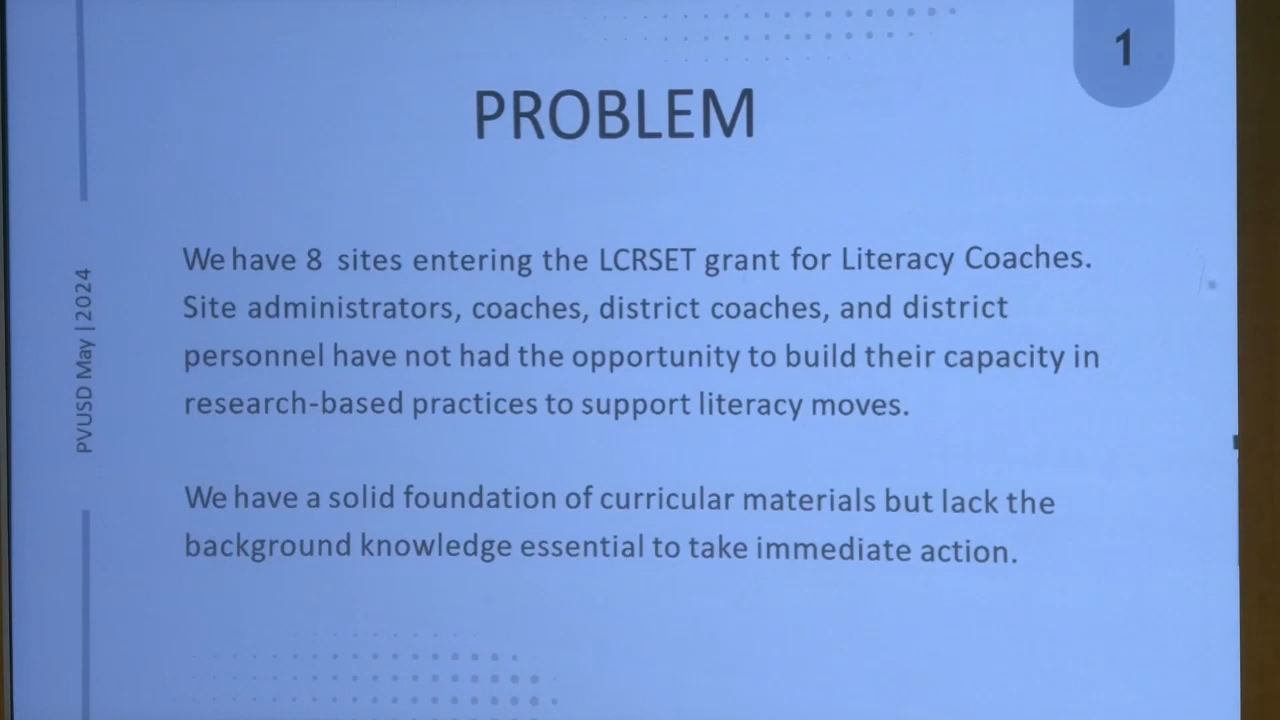 1
PROBLEM
We have 8 sites entering the LCRSET grant for Literacy Coaches.
Site administrators, coaches, district coaches, and district
personnel have not had the opportunity to build their capacity in
research-based practices to support literacy moves.
We have a solid foundation of curricular materials but lack the
background knowledge essential to take immediate action.
PVUSD May | 2024